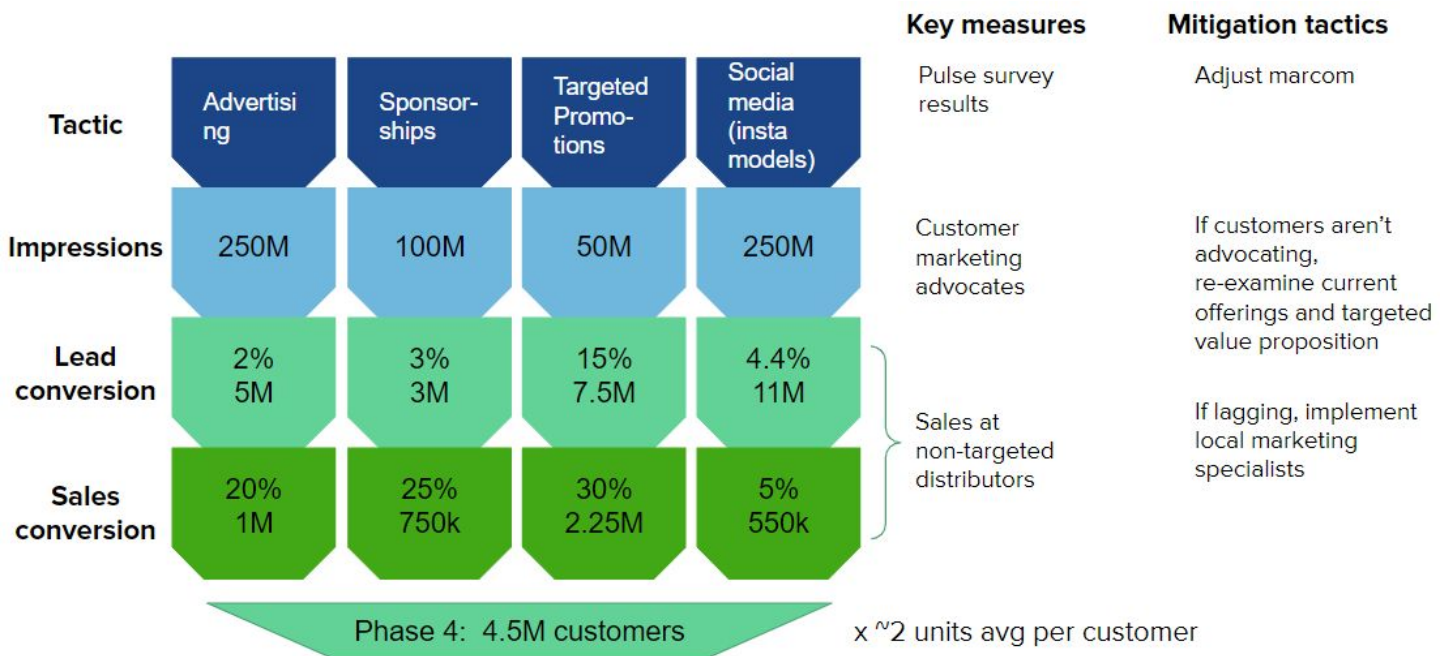 Key measures
Mitigation tactics
Tactic
Advertisi
ng
Sponsor-
ships
Targeted
Promo-
tions
Social
media
(insta
models)
Pulse survey
results
Adjust marcom
Impressions
250M
100M
50M
250M
Customer
marketing
advocates
If customers aren’t
advocating,
re-examine current
offerings and targeted
value proposition
Lead
conversion
2%
5M
3%
3M
15%
7.5M
4.4%
11M
Sales at
non-targeted
distributors
If lagging, implement
local marketing
specialists
Sales
conversion
20%
1M
25%
750k
30%
2.25M
5%
550k
Phase 4: 4.5M customers
x ~2 units avg per customer